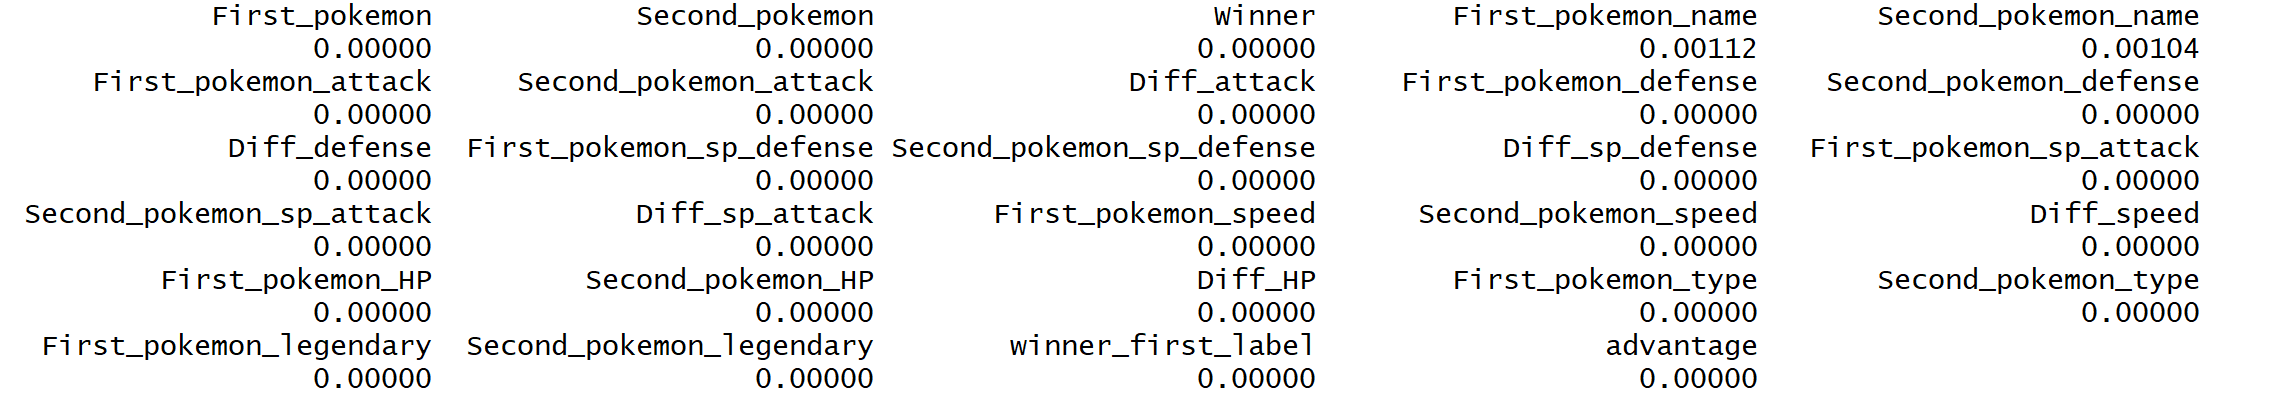 First_pokemon Second_pokemon Winner First_pokemon_name Second_pokemon_name
0.00000 0.00000 0.00000 0.00112 0.00104
First_pokemon_attack Second_pokemon_attack Diff_attack First_pokemon_defense Second_pokemon_defense
0.00000 0.00000 0.00000 0.00000 0.00000
Diff_defense First_pokemon_sp_defense Second_pokemon_sp_defense Diff_sp_defense First_pokemon_sp_attack
0.00000 0.00000 0.00000 0.00000 0.00000
Second_pokemon_sp_attack Diff_sp_attack First_pokemon_speed Second_pokemon_speed Diff_speed
0.00000 0.00000 0.00000 0.00000 0.00000
First_pokemon_HP Second_pokemon_HP Diff_HP First_pokemon_type Second_pokemon_type
0.00000 0.00000 0.00000 0.00000 0.00000
First_pokemon_legendary Second_pokemon_legendary winner_first_label advantage
0.00000 0.00000 0.00000 0.00000